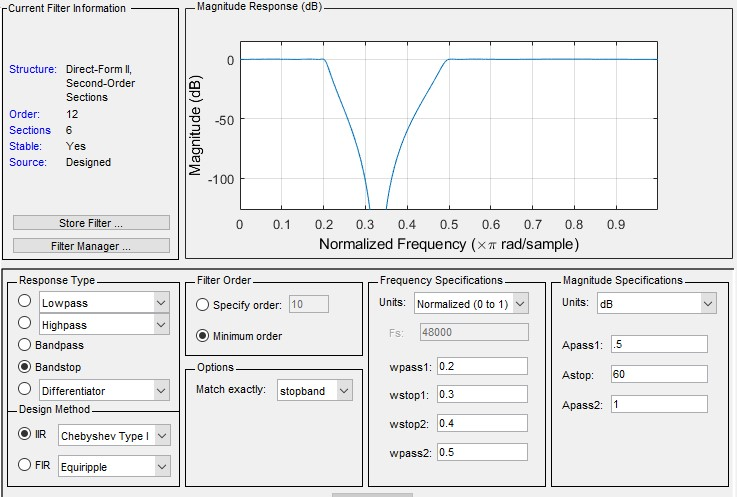 Current Filter Information
Structure: Direct-Form II,
Second-Order
Sections
Order: 12
Sections 6
Stable: Yes
Source: Designed
Store Filter ...
Filter Manager ...
Magnitude Response (dB)
Magnitude (dB)
0
-50
-100
0 0.1 0.2 0.3 0.4 0.5 0.6 0.7 0.8 0.9
Normalized Frequency (×π rad/sample)
Response Type
Lowpass
Highpass
Bandpass
Bandstop
Differentiator
Design Method
IIR Chebyshev Type I
FIR Equiripple
Filter Order
Specify order: 10
Minimum order
Options
Match exactly: stopband
Frequency Specifications
Units: Normalized (0 to 1)
Fs: 48000
wpass1: 0.2
wstop1: 0.3
wstop2: 0.4
wpass2: 0.5
Magnitude Specifications
Units: dB
Apass1: .5
Astop: 60
Apass2: 1